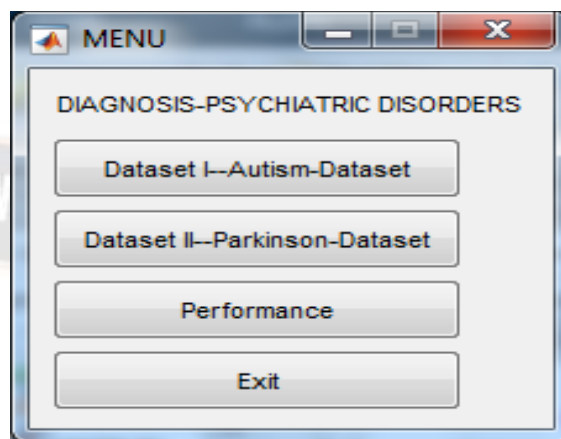 MENU
DIAGNOSIS-PSYCHIATRIC DISORDERS
Dataset I--Autism-Dataset
Dataset II--Parkinson-Dataset
Performance
Exit